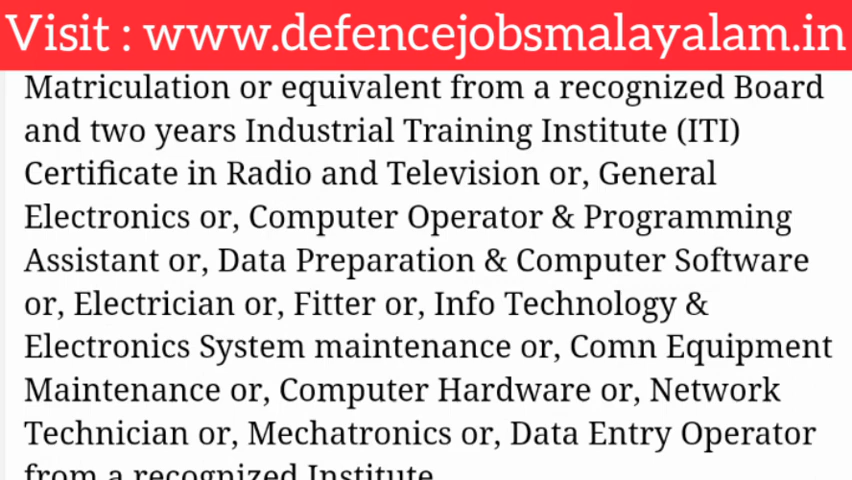 Visit : www.defencejobsmalayalam.in
Matriculation or equivalent from a recognized Board
and two years Industrial Training Institute (ITI)
Certificate in Radio and Television or, General
Electronics or, Computer Operator & Programming
Assistant or, Data Preparation & Computer Software
or, Electrician or, Fitter or, Info Technology &
Electronics System maintenance or, Comn Equipment
Maintenance or, Computer Hardware or, Network
Technician or, Mechatronics or, Data Entry Operator
from a recognized Institute